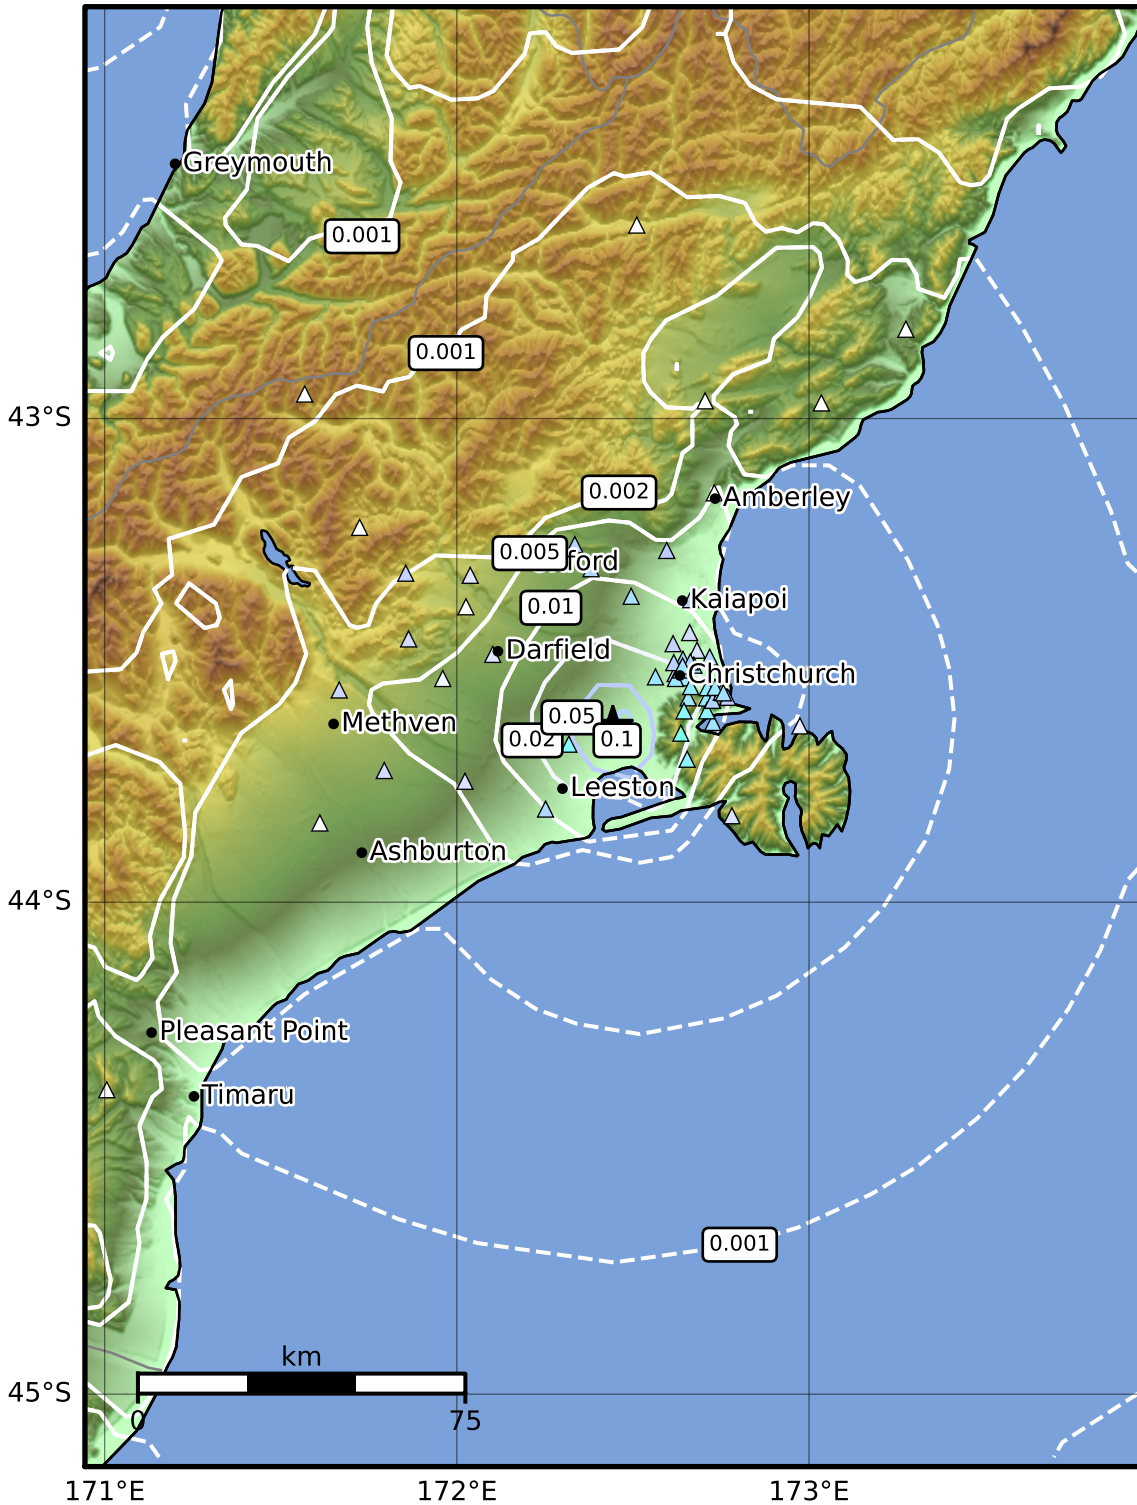 Greymouth
0.001
0.001
43°S
0.002
Amberley
0.005
ford
0.01
Kaiapoi
Darfield
Christchurch
Methven
0.05
0.02
0.1
Leeston
Ashburton
44°S
Pleasant Point
Timaru
0.001
km
45°S
0
75
171°E
172°E
173°E